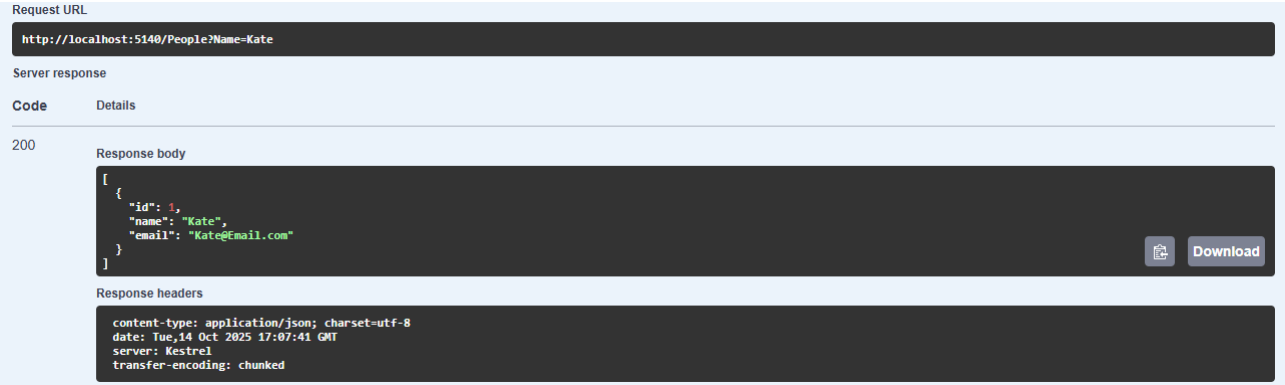 Request URL
http://localhost:5140/People?Name=Kate
Server response
Code Details
200
Response body
[
{
"id": 1,
"name": "Kate",
"email": "Kate@Email.com"
}
]
Download
Response headers
content-type: application/json; charset=utf-8
date: Tue,14 Oct 2025 17:07:41 GMT
server: Kestrel
transfer-encoding: chunked